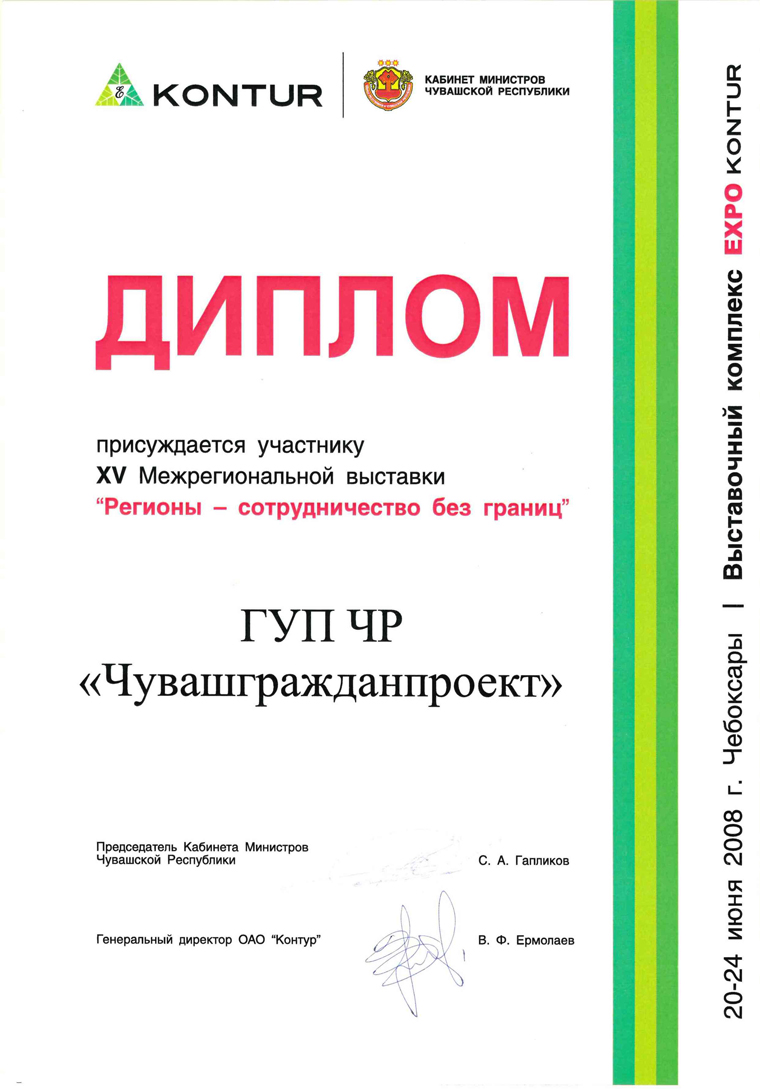 KONTUR
КАБИНЕТ МИНИСТРОВ
ЧУВАШСКОЙ РЕСПУБЛИКИ
ДИПЛОМ
присуждается участнику
XV Межрегиональной выставки
“Регионы – сотрудничество без границ”
ГУП ЧР
«Чувашгражданпроект»
Председатель Кабинета Министров
Чувашской Республики
С. А. Гапликов
Генеральный директор ОАО “Контур”
В. Ф. Ермолаев
20-24 июня 2008 г. Чебоксары | Выставочный комплекс EXPO KONTUR